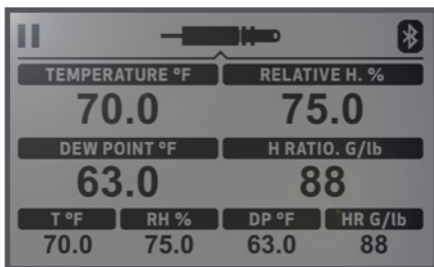 TEMPERATURE °F RELATIVE H. %
70.0 75.0
DEW POINT °F H RATIO. G/lb
63.0 88
T °F RH % DP °F HR G/lb
70.0 75.0 63.0 88